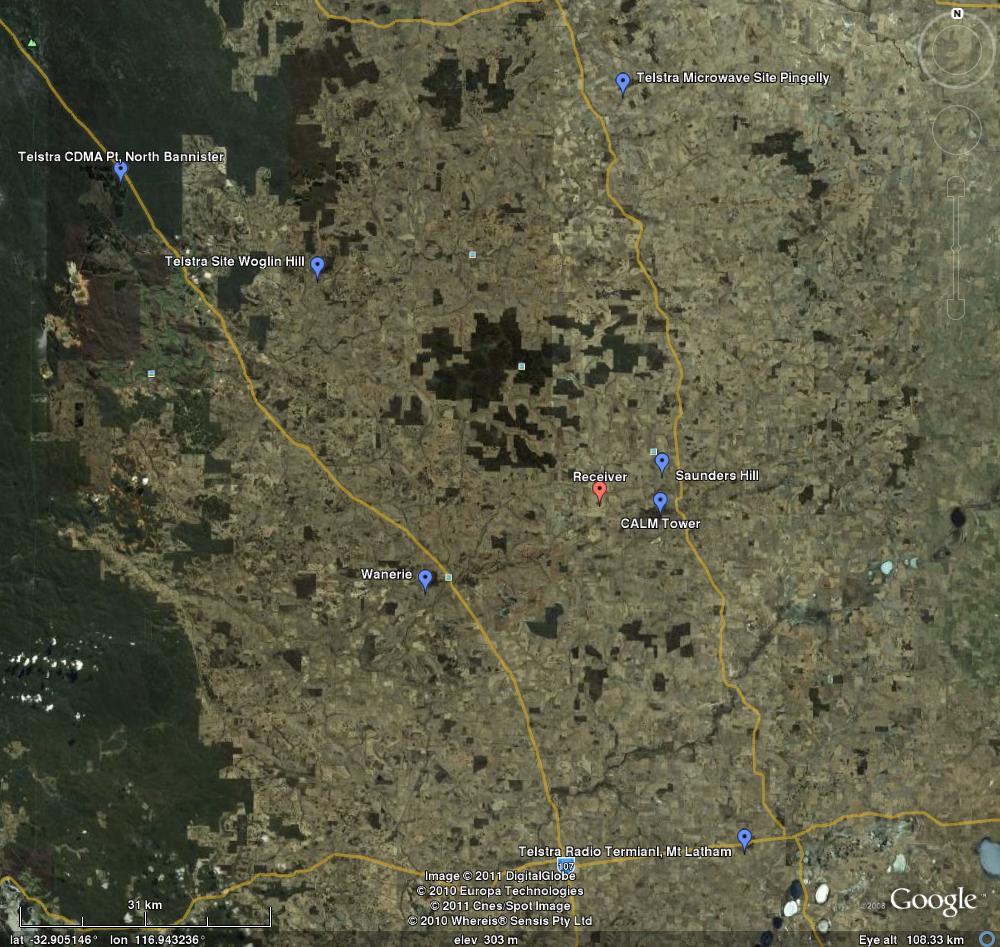 N
Telstra Microwave Site Pingelly
Telstra CDMA Pt, North Bannister
Telstra Site Woglin Hill
Receiver
Saunders Hill
CALM Tower
Wanerie
Telstra Radio Termianl, Mt Latham
107
Image © 2011 DigitalGlobe
© 2010 Europa Technologies
© 2011 Cnes Spot Image
© 2010 Whereis® Sensis Pty Ltd
31 km
©2008 Google
lat -32.905146° lon 116.943236° elev 303 m Eye alt 108.33 km